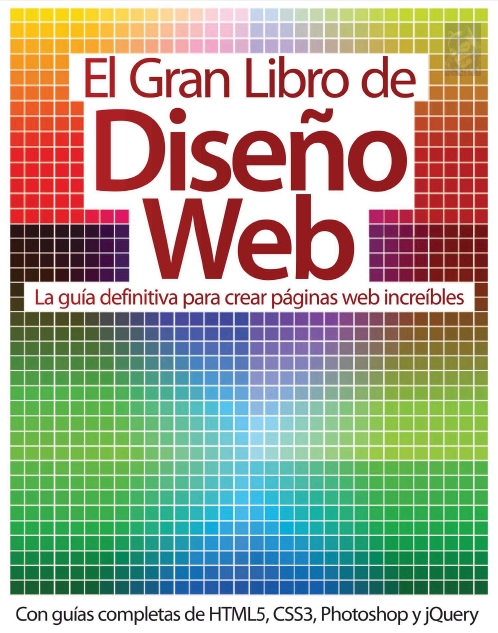 El Gran Libro de
Diseño
Web
La guía definitiva para crear páginas web increíbles
Con guías completas de HTML5, CSS3, Photoshop y jQuery